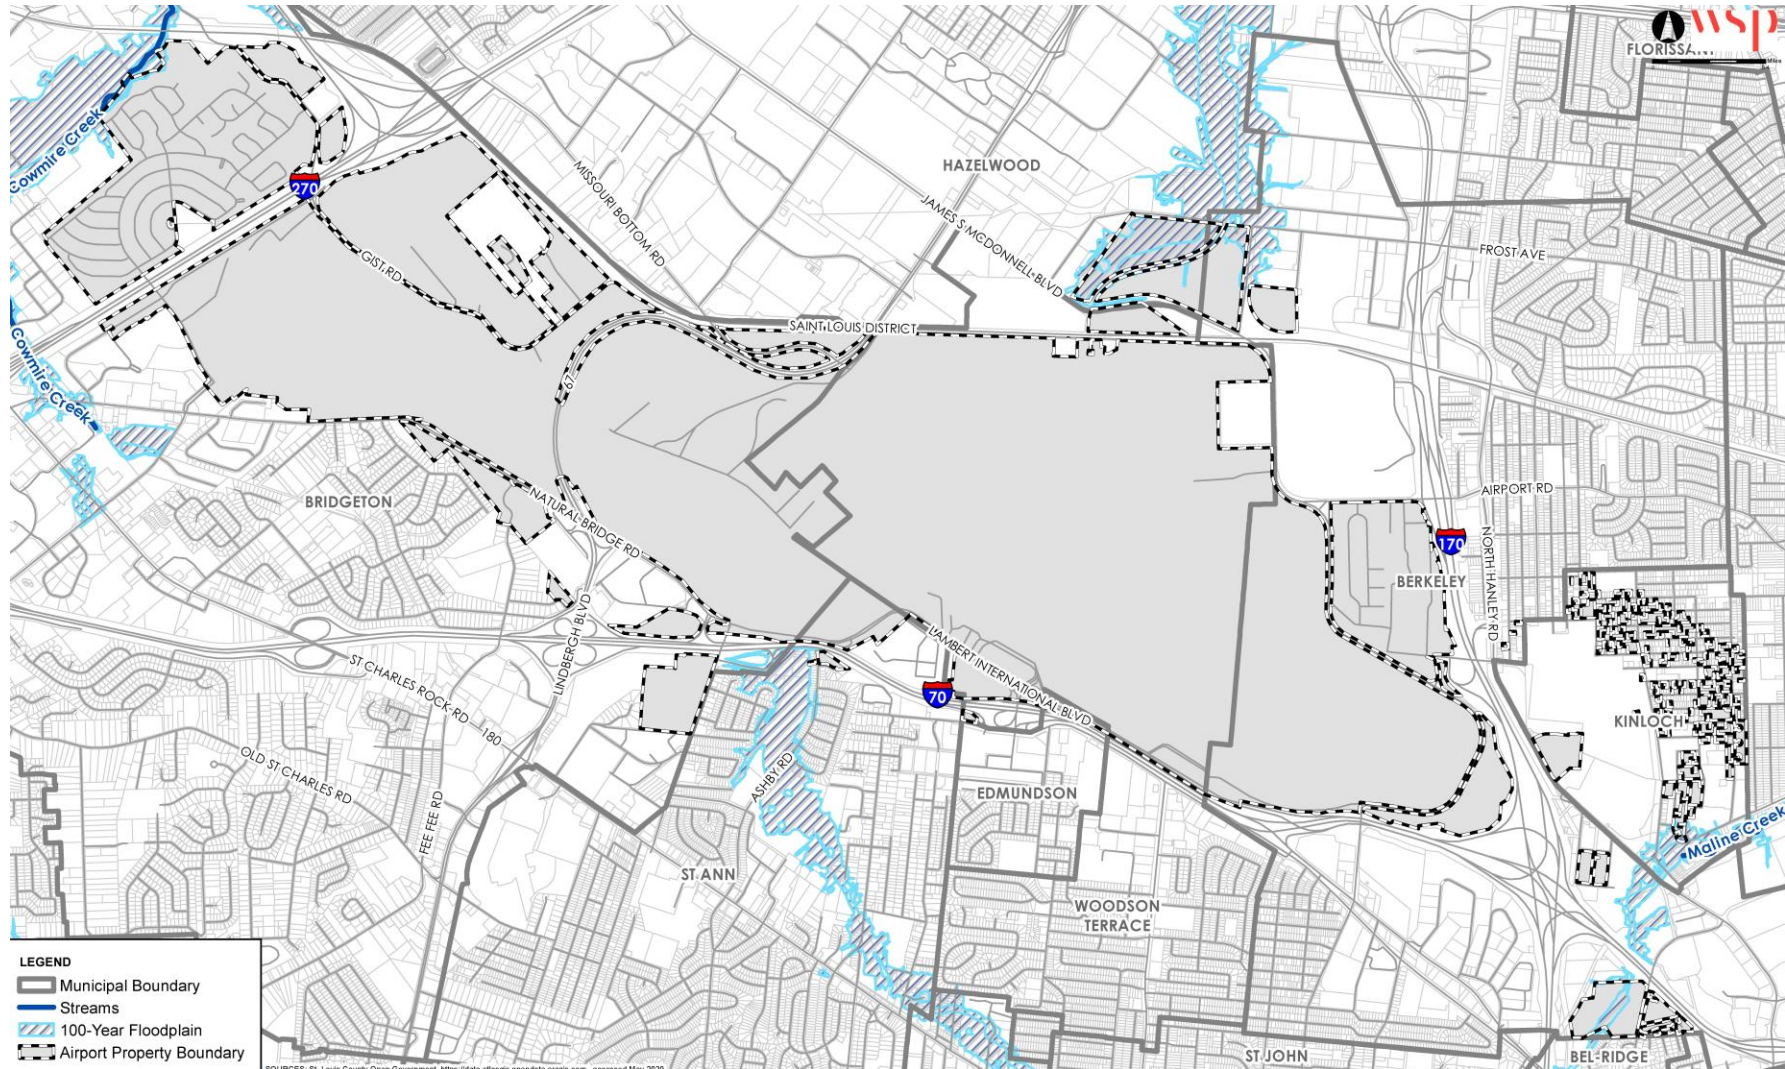 wsp
FLORISSANT
Miles
Cowmire Creek
270
MISSOURI BOTTOM RD
HAZELWOOD
JAMES S MCDONNELL BLVD
FROST AVE
GIST RD
SAINT LOUIS DISTRICT
Cowmire Creek
67
BRIDGETON
NATURAL BRIDGE RD
AIRPORT RD
170
NORTH HANLEY RD
BERKELEY
LINDBERGH BLVD
LAMBERT INTERNATIONAL BLVD
70
ST CHARLES ROCK RD
180
KINLOCH
OLD ST CHARLES RD
ASHBY RD
EDMUNDSON
FEE FEE RD
Maline Creek
ST ANN
WOODSON
TERRACE
ST JOHN
BEL-RIDGE
LEGEND
Municipal Boundary
Streams
100-Year Floodplain
Airport Property Boundary